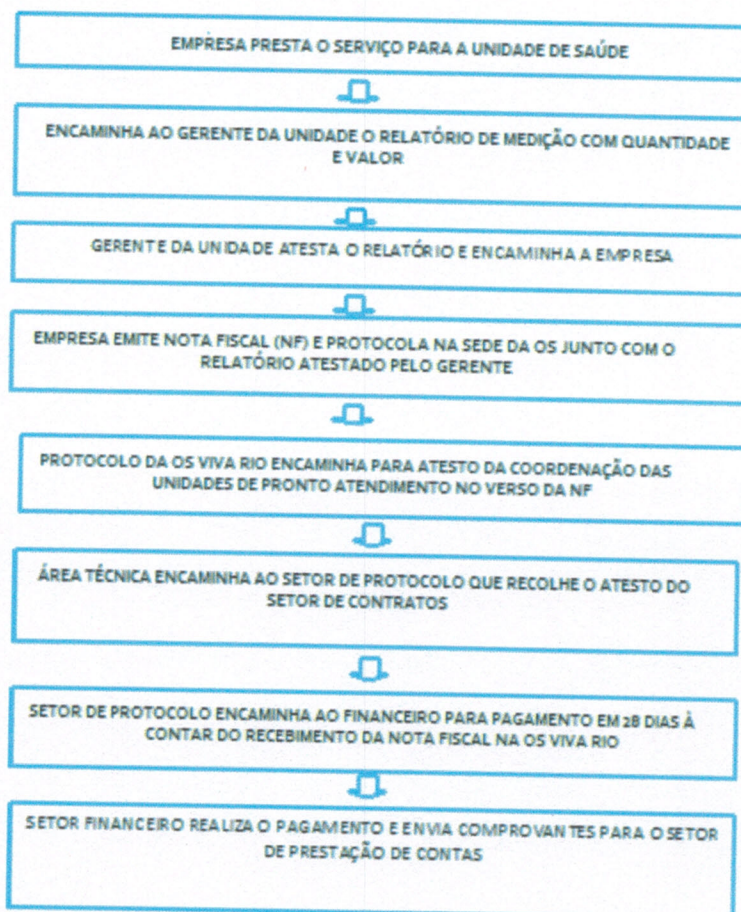 EMPRESA PRESTA O SERVIÇO PARA A UNIDADE DE SAÚDE
ENCAMINHA AO GERENTE DA UNIDADE O RELATÓRIO DE MEDIÇÃO COM QUANTIDADE
E VALOR
GERENTE DA UNIDADE ATESTA O RELATÓRIO E ENCAMINHA A EMPRESA
EMPRESA EMITE NOTA FISCAL (NF) E PROTOCOLA NA SEDE DA OS JUNTO COM O
RELATÓRIO ATESTADO PELO GERENTE
PROTOCOLO DA OS VIVA RIO ENCAMINHA PARA ATESTO DA COORDENAÇÃO DAS
UNIDADES DE PRONTO ATENDIMENTO NO VERSO DA NF
ÁREA TÉCNICA ENCAMINHA AO SETOR DE PROTOCOLO QUE RECOLHE O ATESTO DO
SETOR DE CONTRATOS
SETOR DE PROTOCOLO ENCAMINHA AO FINANCEIRO PARA PAGAMENTO EM 28 DIAS À
CONTAR DO RECEBIMENTO DA NOTA FISCAL NA OS VIVA RIO
SETOR FINANCEIRO REALIZA O PAGAMENTO E ENVIA COMPROVANTES PARA O SETOR
DE PRESTAÇÃO DE CONTAS